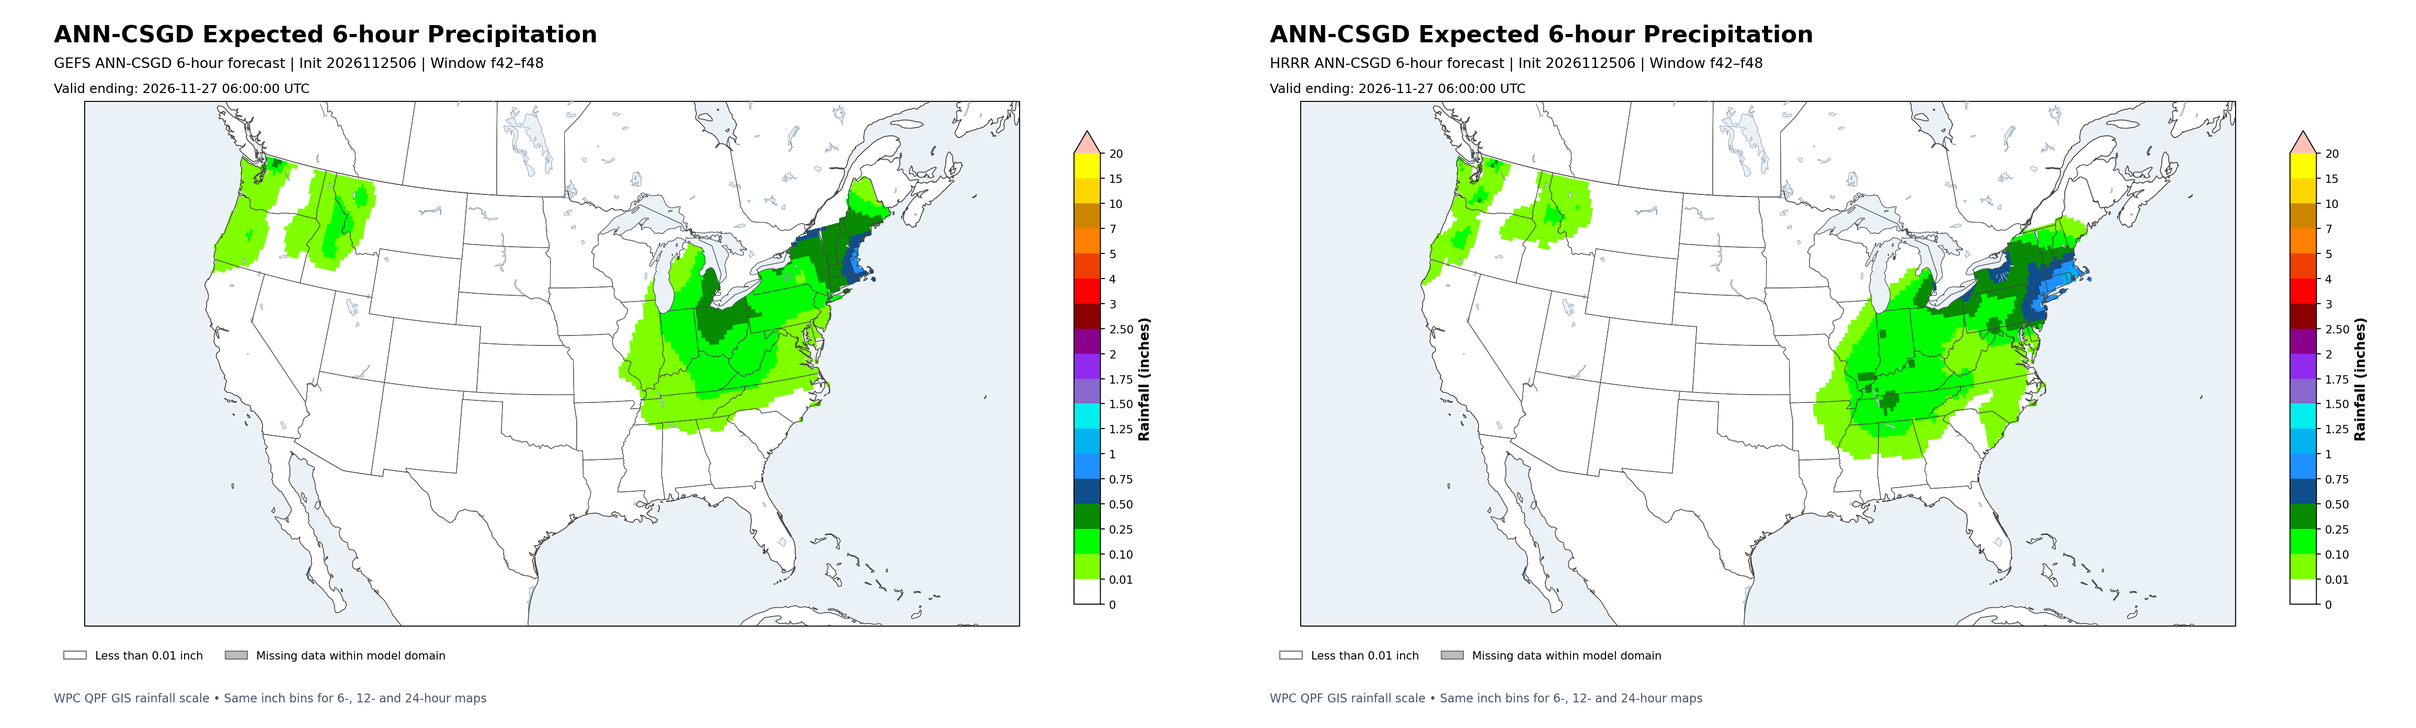 ANN-CSGD Expected 6-hour Precipitation
GEFS ANN-CSGD 6-hour forecast | Init 2026112506 | Window f42–f48
Valid ending: 2026-11-27 06:00:00 UTC
20
15
10
7
5
4
3
2.50
2
1.75
1.50
1.25
1
0.75
0.50
0.25
0.10
0.01
0
Rainfall (inches)
Less than 0.01 inch
Missing data within model domain
WPC QPF GIS rainfall scale • Same inch bins for 6-, 12- and 24-hour maps
ANN-CSGD Expected 6-hour Precipitation
HRRR ANN-CSGD 6-hour forecast | Init 2026112506 | Window f42–f48
Valid ending: 2026-11-27 06:00:00 UTC
20
15
10
7
5
4
3
2.50
2
1.75
1.50
1.25
1
0.75
0.50
0.25
0.10
0.01
0
Rainfall (inches)
Less than 0.01 inch
Missing data within model domain
WPC QPF GIS rainfall scale • Same inch bins for 6-, 12- and 24-hour maps